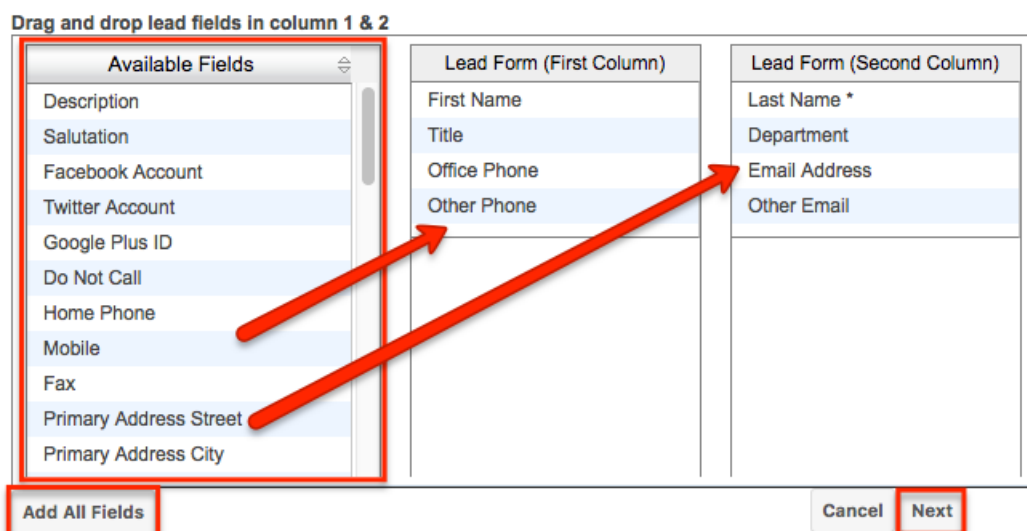 Drag and drop lead fields in column 1 & 2
Available Fields
Description
Salutation
Facebook Account
Twitter Account
Google Plus ID
Do Not Call
Home Phone
Mobile
Fax
Primary Address Street
Primary Address City
Lead Form (First Column)
First Name
Title
Office Phone
Other Phone
Lead Form (Second Column)
Last Name *
Department
Email Address
Other Email
Add All Fields
Cancel
Next